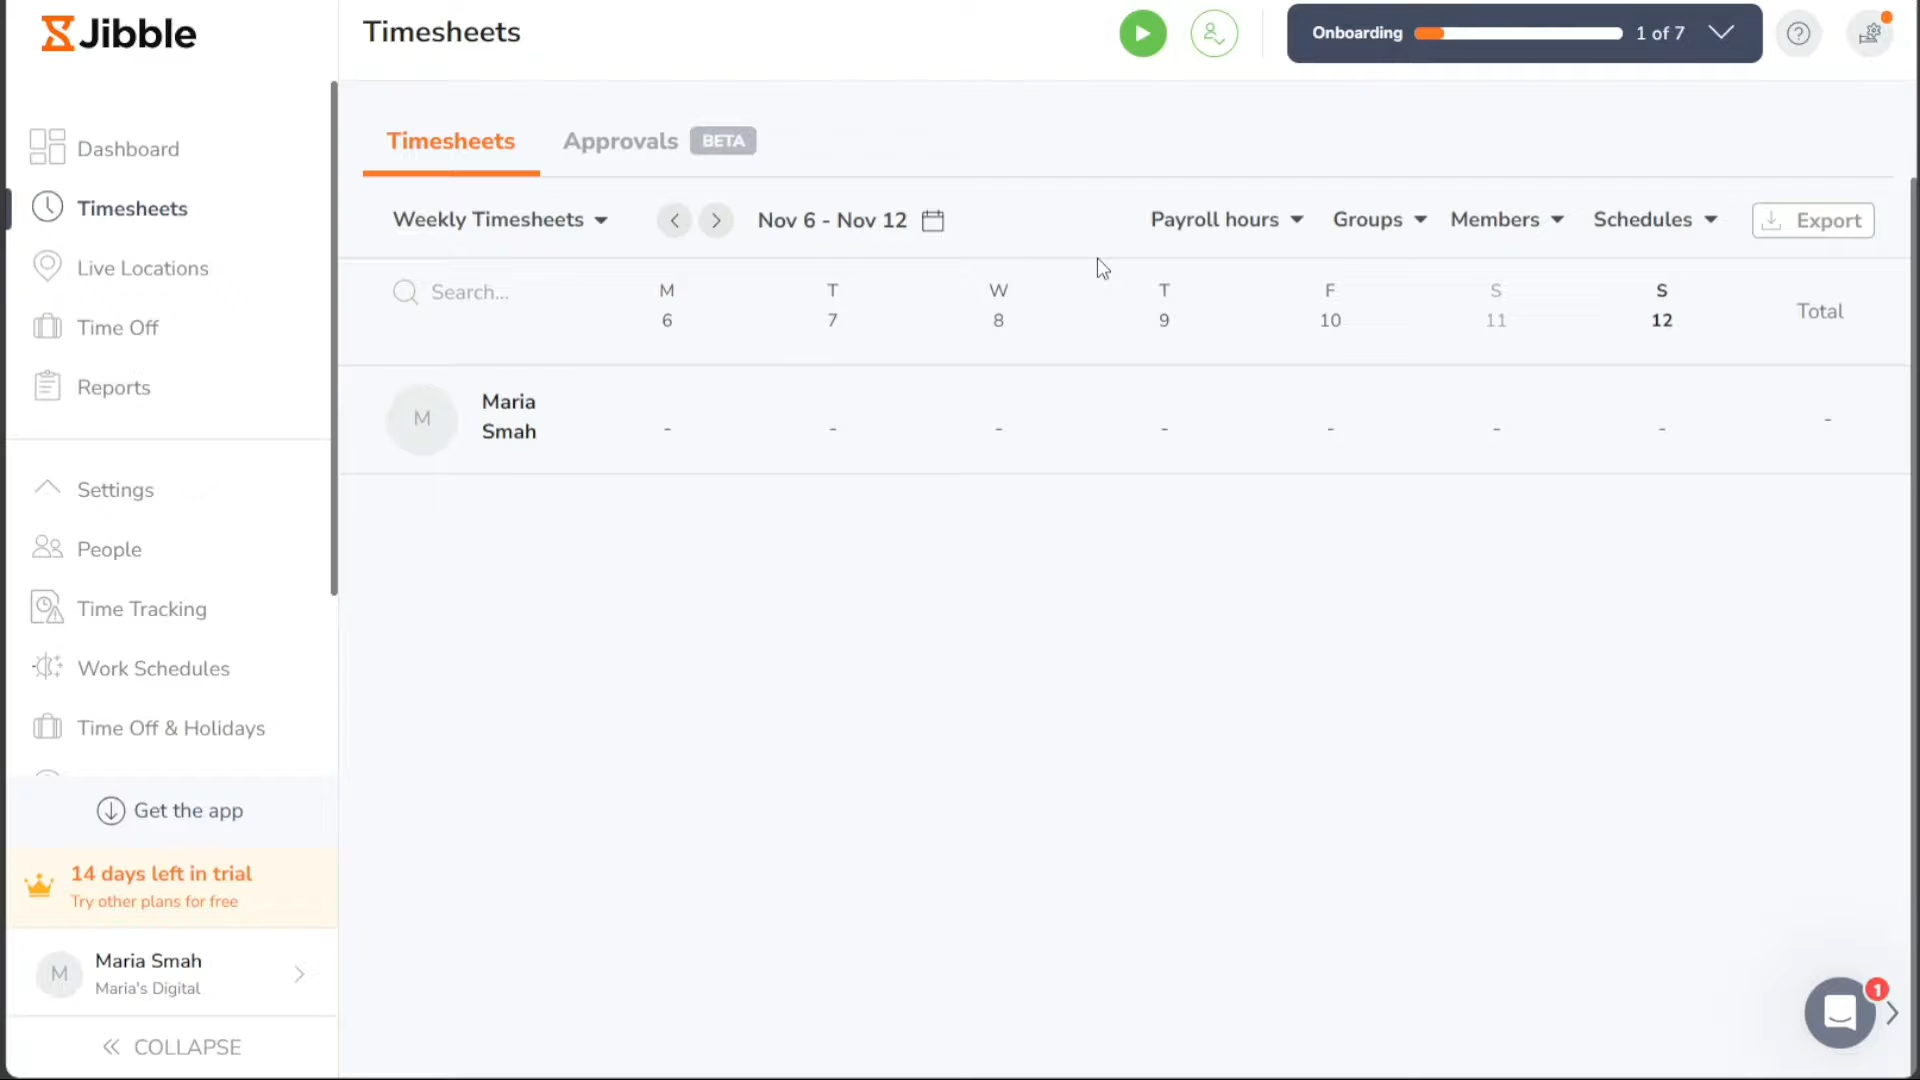 Jibble
Timesheets
Onboarding 1 of 7
Dashboard
Timesheets
Live Locations
Time Off
Reports
Settings
People
Time Tracking
Work Schedules
Time Off & Holidays
Get the app
14 days left in trial
Try other plans for free
M
Maria Smah
Maria's Digital
COLLAPSE
Timesheets
Approvals BETA
Weekly Timesheets
Nov 6 - Nov 12
Payroll hours
Groups
Members
Schedules
Export
Search...
M T W T F S S
6 7 8 9 10 11 12
Total
M
Maria
Smah
- - - - - - - -
1